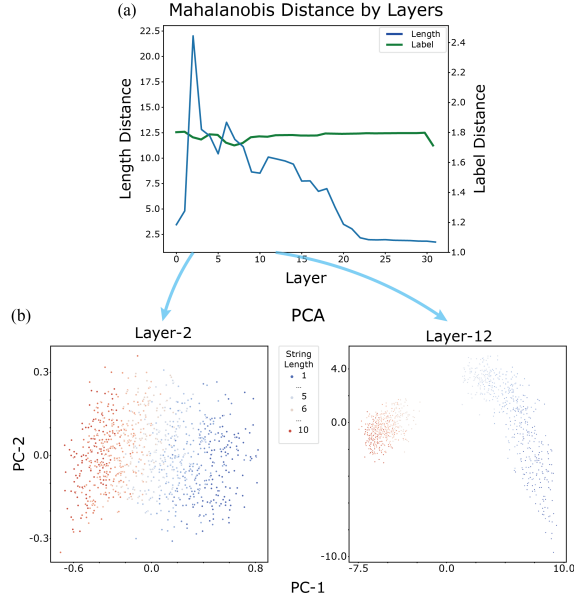 (a)
Mahalanobis Distance by Layers
Length
Label
22.5
20.0
17.5
15.0
12.5
10.0
7.5
5.0
2.5
2.4
2.2
2.0
1.8
1.6
1.4
1.2
1.0
Length Distance
Label Distance
0 5 10 15 20 25 30
Layer
(b)
PCA
Layer-2
Layer-12
0.3
0.0
-0.3
PC-2
-0.6 0.0 0.8
String
Length
1
...
5
6
...
10
4.0
0.0
-10.0
-7.5 0.0 10.0
PC-1